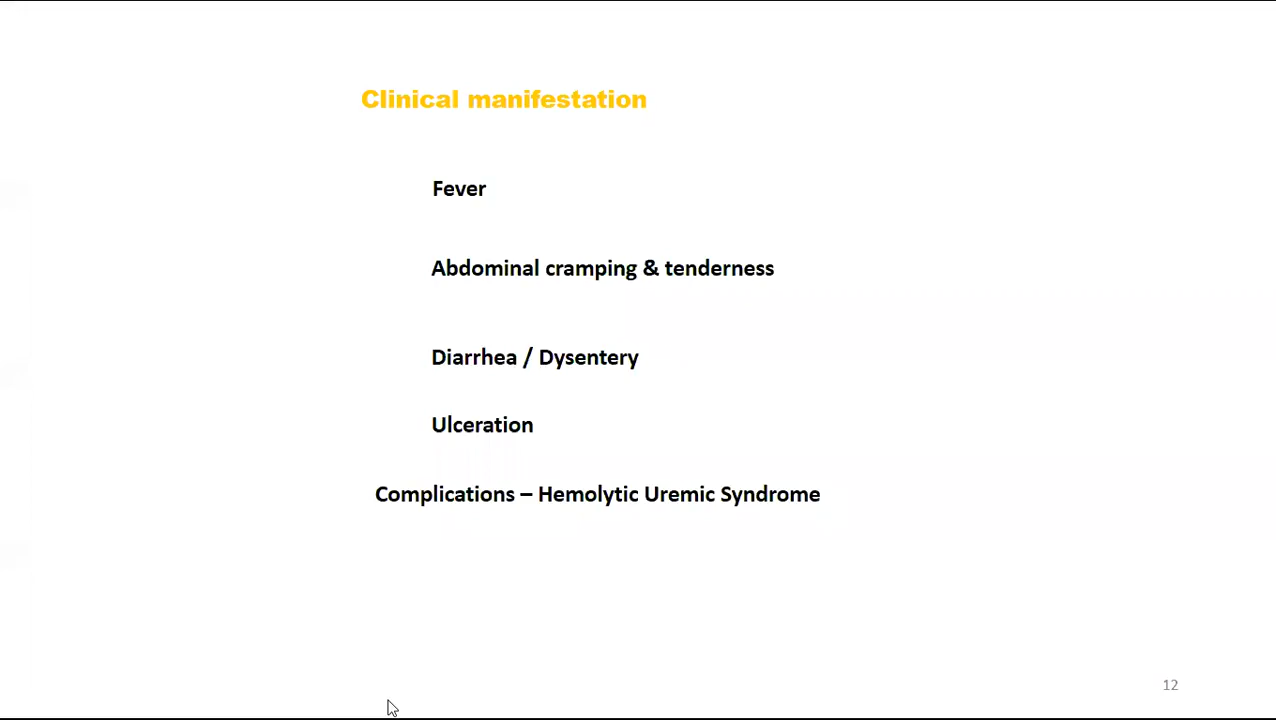 Clinical manifestation
Fever
Abdominal cramping & tenderness
Diarrhea / Dysentery
Ulceration
Complications – Hemolytic Uremic Syndrome
12